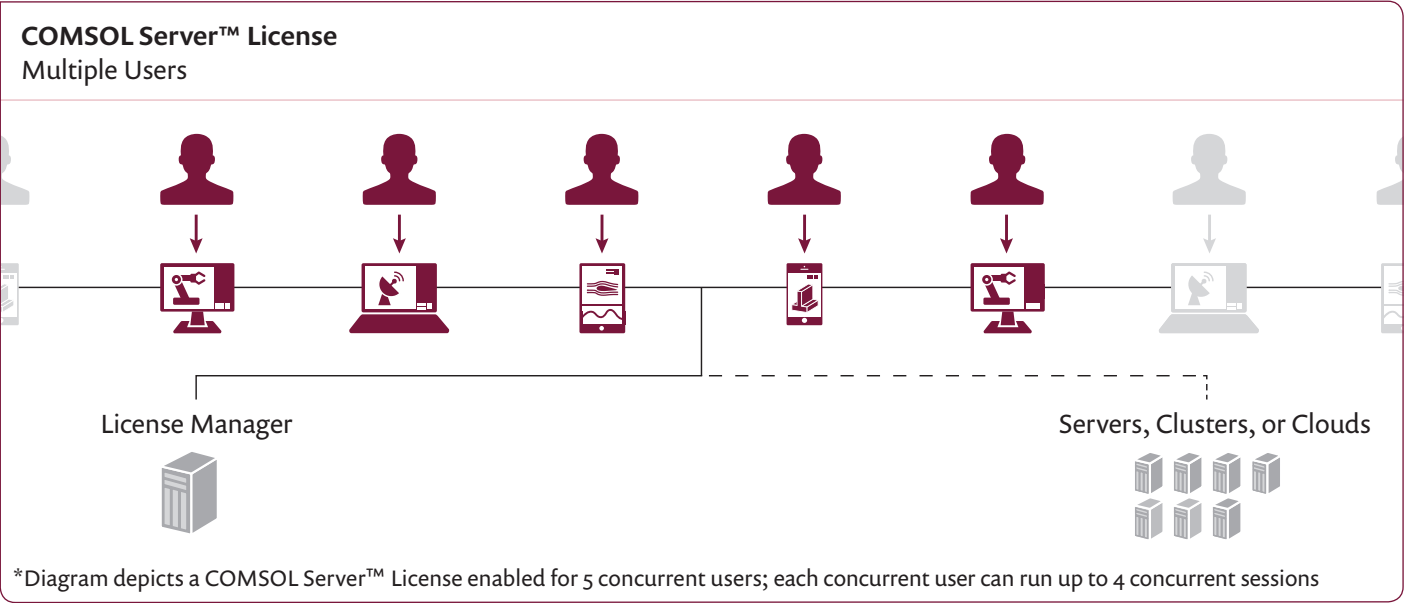 COMSOL Server™ License
Multiple Users
License Manager
Servers, Clusters, or Clouds
*Diagram depicts a COMSOL Server™ License enabled for 5 concurrent users; each concurrent user can run up to 4 concurrent sessions